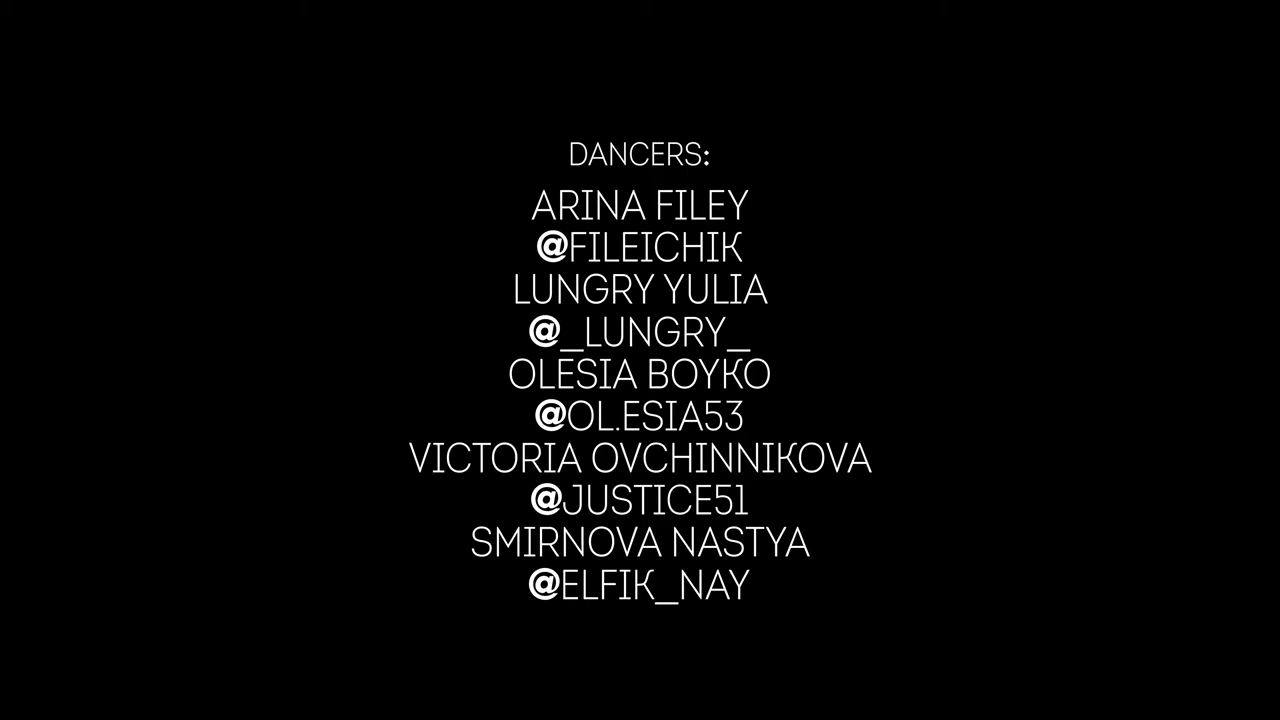 DANCERS:
ARINA FILEY
@FILEICHIK
LUNGRY YULIA
@_LUNGRY_
OLESIA BOYKO
@OL.ESIA53
VICTORIA OVCHINNIKOVA
@JUSTICE51
SMIRNOVA NASTYA
@ELFIK_NAY